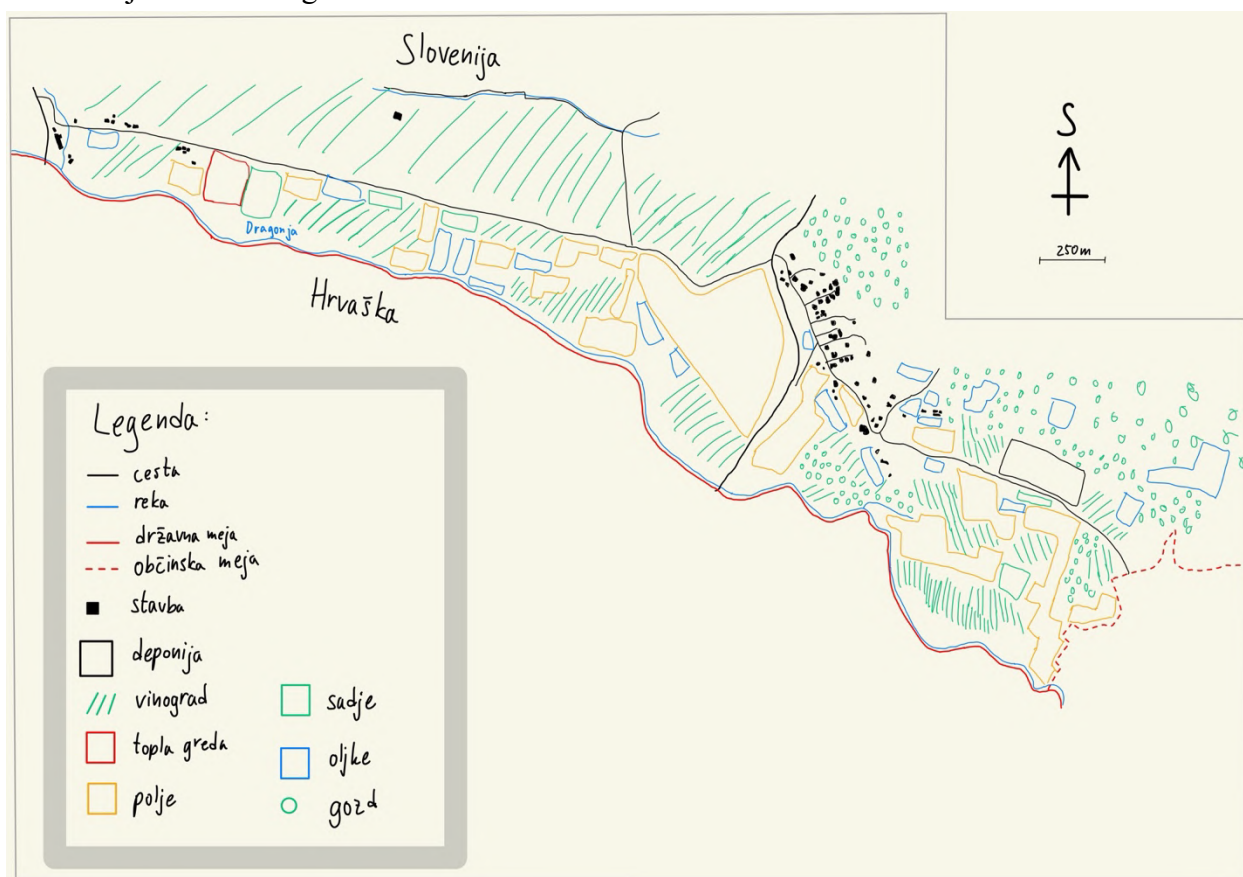 Slovenija
S
250m
Dragonja
Hrvaška
Legenda:
cesta
reka
državna meja
občinska meja
stavba
deponija
vinograd
topla greda
polje
sadje
oljke
gozd